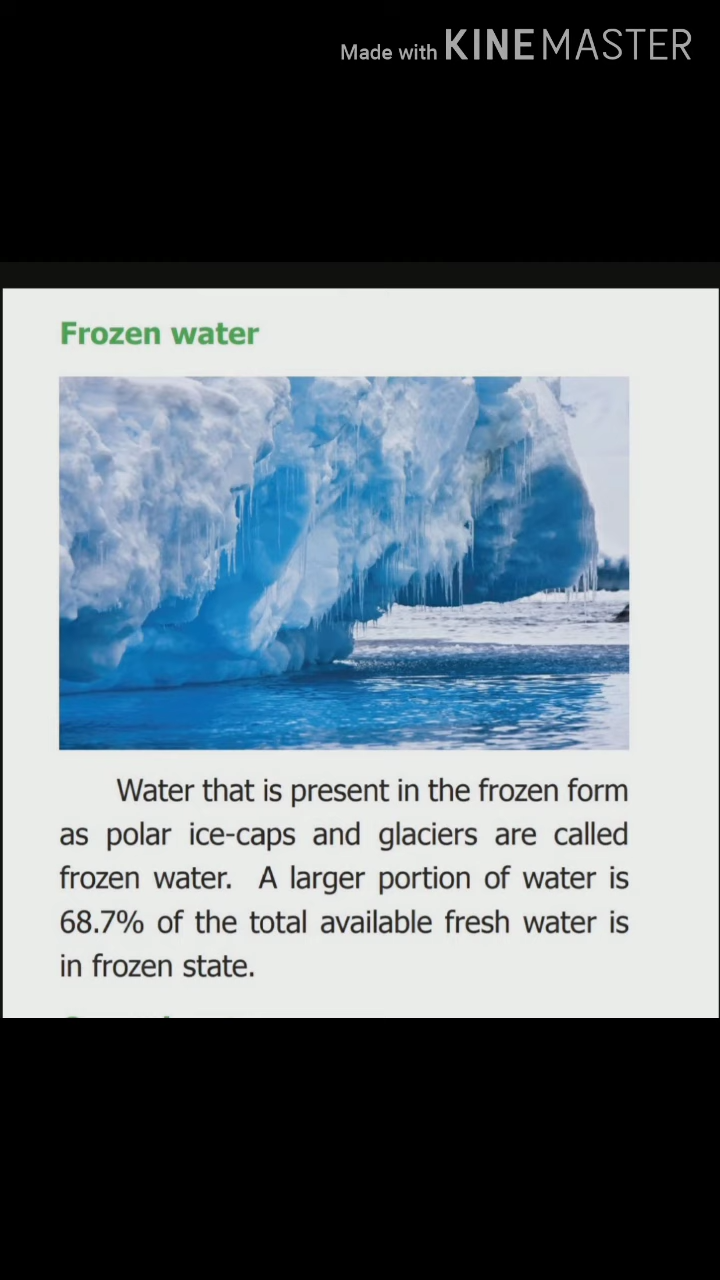 Made with KINEMASTER
Frozen water
Water that is present in the frozen form
as polar ice-caps and glaciers are called
frozen water. A larger portion of water is
68.7% of the total available fresh water is
in frozen state.